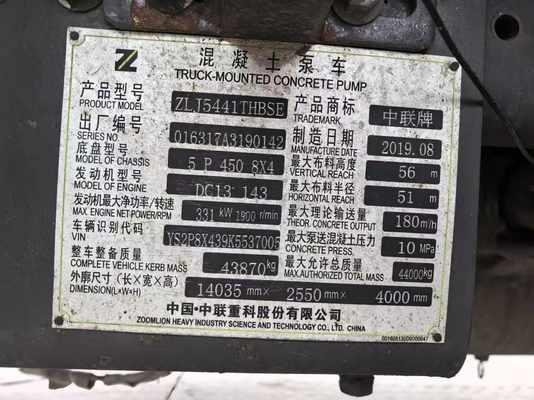 混凝土泵车
TRUCK-MOUNTED CONCRETE PUMP
产品型号 PRODUCT MODEL ZLJ5441THBSE 产品商标 TRADEMARK 中联牌
出厂编号 SERIES NO 016317A3190142 制造日期 MANUFACTURE DATE 2019.08
底盘型号 MODEL OF CHASSIS 5 P 450 8X4 最大布料高度 VERTICAL REACH 56 m
发动机型号 MODEL OF ENGINE DC13 143 最大布料半径 HORIZONTAL REACH 51 m
发动机最大净功率/转速 MAX ENGINE NET POWER/RPM 331 kW 1900 r/min 最大理论输送量 THEOR. CONCRETE OUTPUT 180 m³/h
车辆识别代码 VIN YS2P8X439K5537005 最大泵送混凝土压力 CONCRETE PRESS. 10 MPa
整车整备质量 COMPLETE VEHICLE KERB MASS 43870 kg 最大允许总质量 MAX.AUTHORIZED TOTAL MASS 44000kg
外廓尺寸（长×宽×高） DIMENSION(L×W×H) 14035 mm× 2550 mm× 4000 mm
中国·中联重科股份有限公司
ZOOMLION HEAVY INDUSTRY SCIENCE AND TECHNOLOGY CO., LTD. CHINA